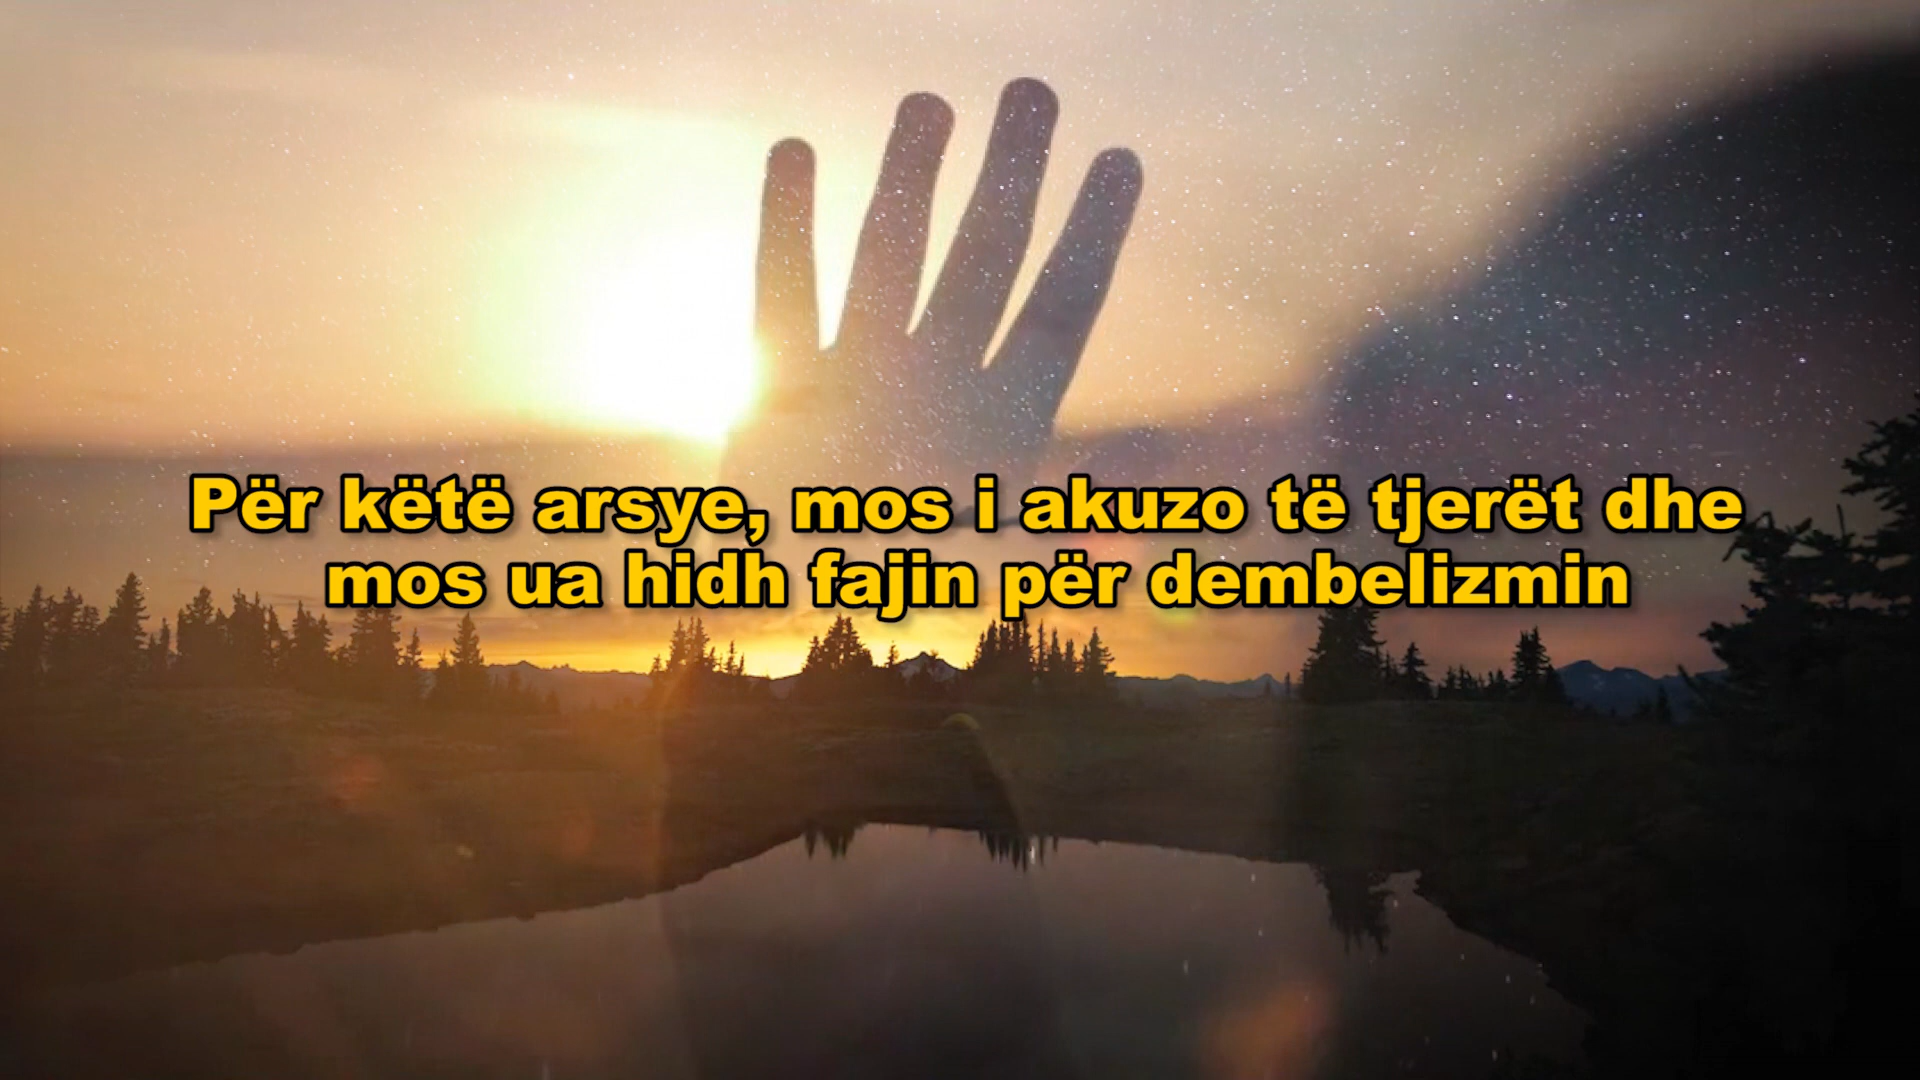 Për këtë arsye, mos i akuzo të tjerët dhe
mos ua hidh fajin për dembelizmin